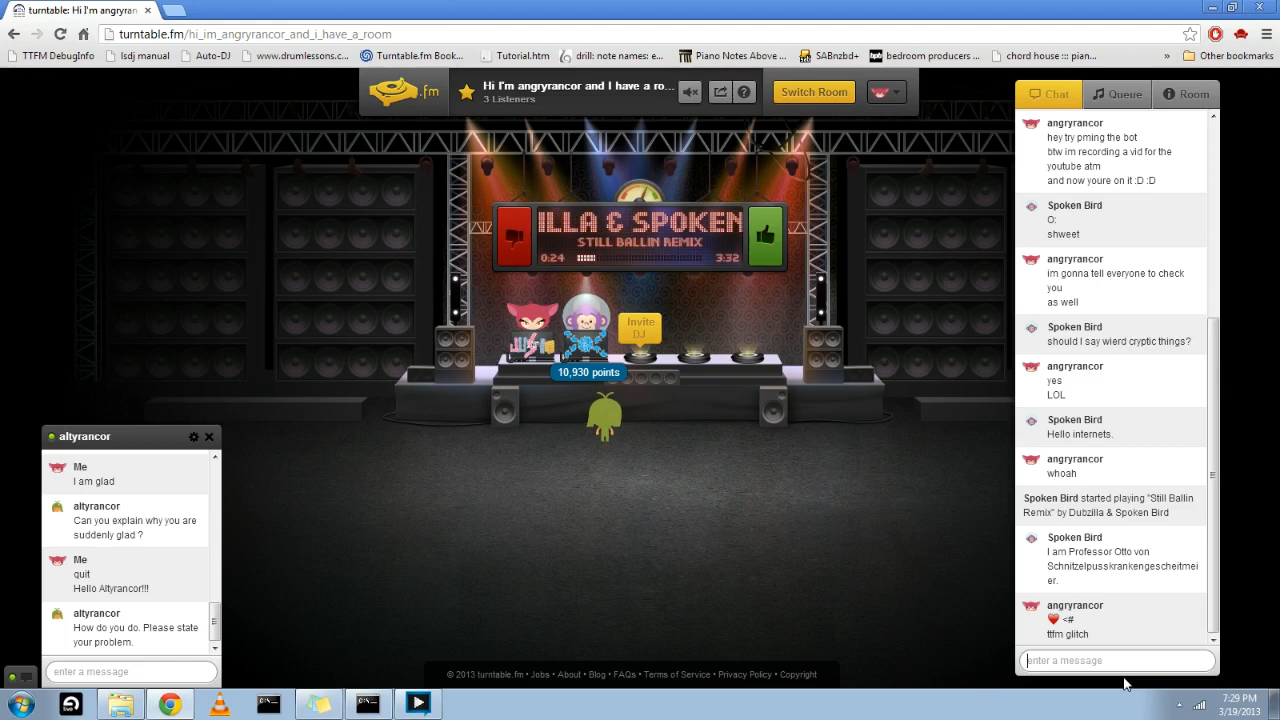 turntable: Hi I'm angryran
turntable.fm/hi_im_angryrancor_and_i_have_a_room
TTFM DebugInfo
lsdj manual
Auto-DJ
www.drumlessons.c...
Turntable.fm Book...
Tutorial.htm
drill: note names: e...
Piano Notes Above ...
SABnzbd+
bedroom producers ...
chord house ::: pian...
»
Other bookmarks
.fm
Hi I'm angryrancor and I have a ro...
3 Listeners
Switch Room
Chat
Queue
Room
ILLA & SPOKEN
STILL BALLIN REMIX
0:24
3:32
Invite
DJ
10,930 points
angryrancor
hey try pming the bot
btw im recording a vid for the
youtube atm
and now youre on it :D :D
Spoken Bird
O:
shweet
angryrancor
im gonna tell everyone to check
you
as well
Spoken Bird
should I say wierd cryptic things?
angryrancor
yes
LOL
Spoken Bird
Hello internets.
angryrancor
whoah
Spoken Bird started playing "Still Ballin
Remix" by Dubzilla & Spoken Bird
Spoken Bird
I am Professor Otto von
Schnitzelpusskrankengescheitmei
er.
angryrancor
❤ <#
ttfm glitch
enter a message
altyrancor
Me
I am glad
altyrancor
Can you explain why you are
suddenly glad ?
Me
quit
Hello Altyrancor!!!
altyrancor
How do you do. Please state
your problem.
enter a message
© 2013 turntable.fm • Jobs • About • Blog • FAQs • Terms of Service • Privacy Policy • Copyright
7:29 PM
3/19/2013